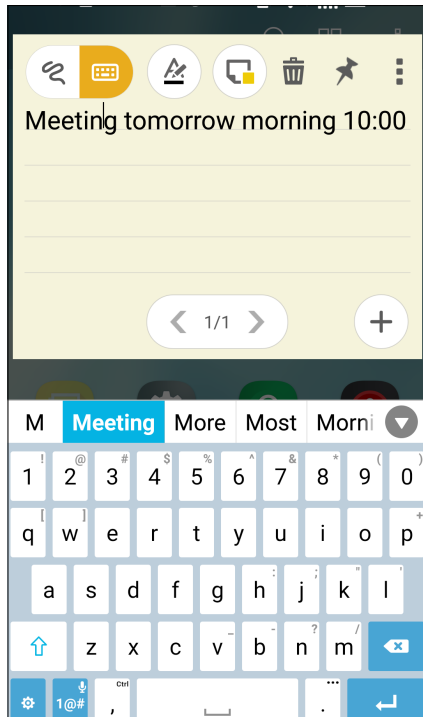 Meeting tomorrow morning 10:00
1/1
M Meeting More Most Morni
! @ # $ % ^ & * ( )
1 2 3 4 5 6 7 8 9 0
[ ] +
q w e r t y u i o p
: ; " '
a s d f g h j k l
_ - ? /
z x c v b n m
Ctrl
1@# , .